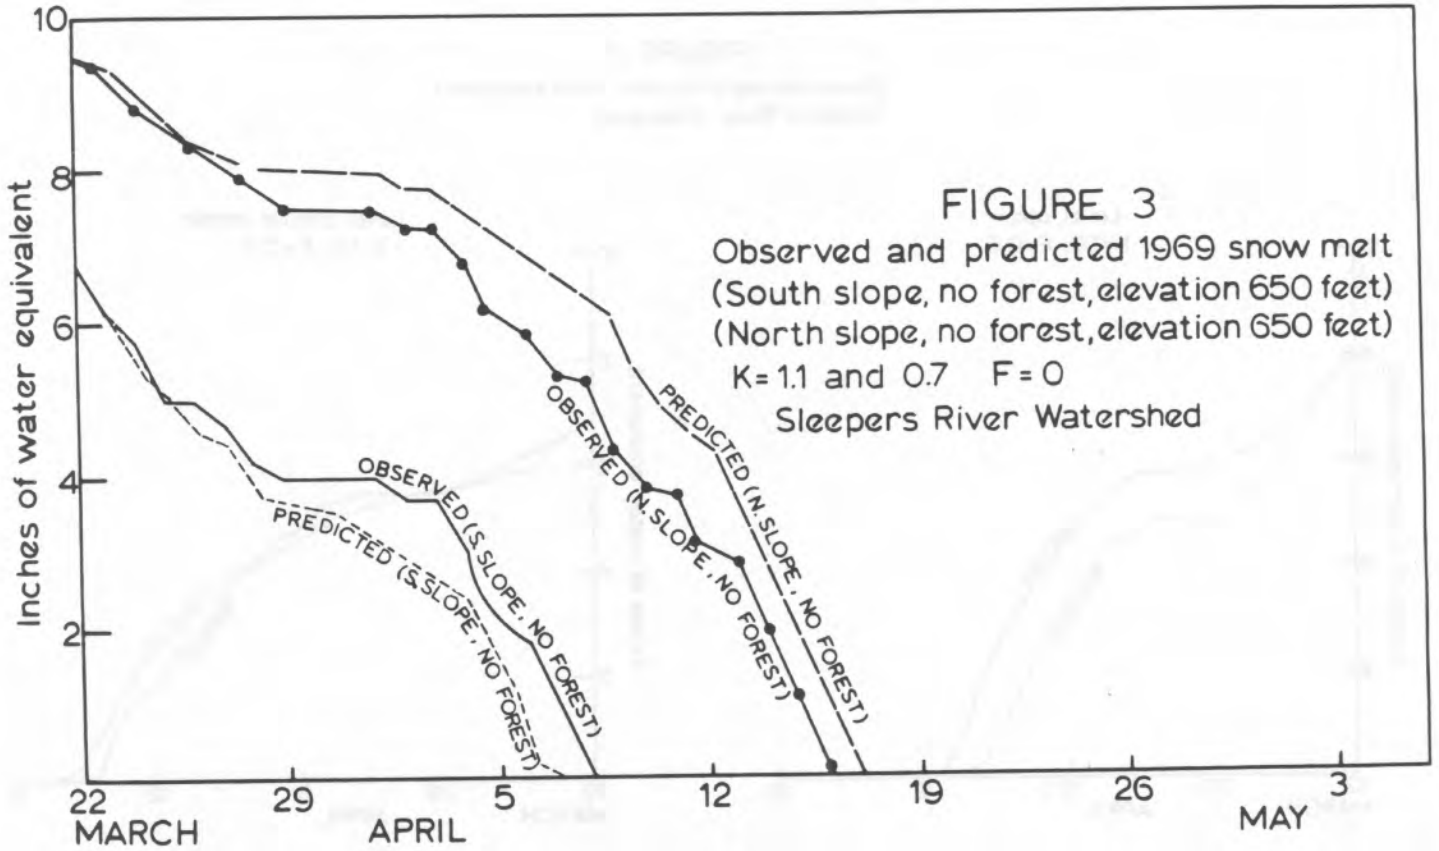 10
8
6
4
2
Inches of water equivalent
FIGURE 3
Observed and predicted 1969 snow melt
(South slope, no forest, elevation 650 feet)
(North slope, no forest, elevation 650 feet)
K= 1.1 and 0.7 F= 0
Sleepers River Watershed
PREDICTED (N. SLOPE, NO FOREST)
OBSERVED (N. SLOPE, NO FOREST)
OBSERVED (S. SLOPE, NO FOREST)
PREDICTED (S. SLOPE, NO FOREST)
22 29 5 12 19 26 3
MARCH APRIL MAY